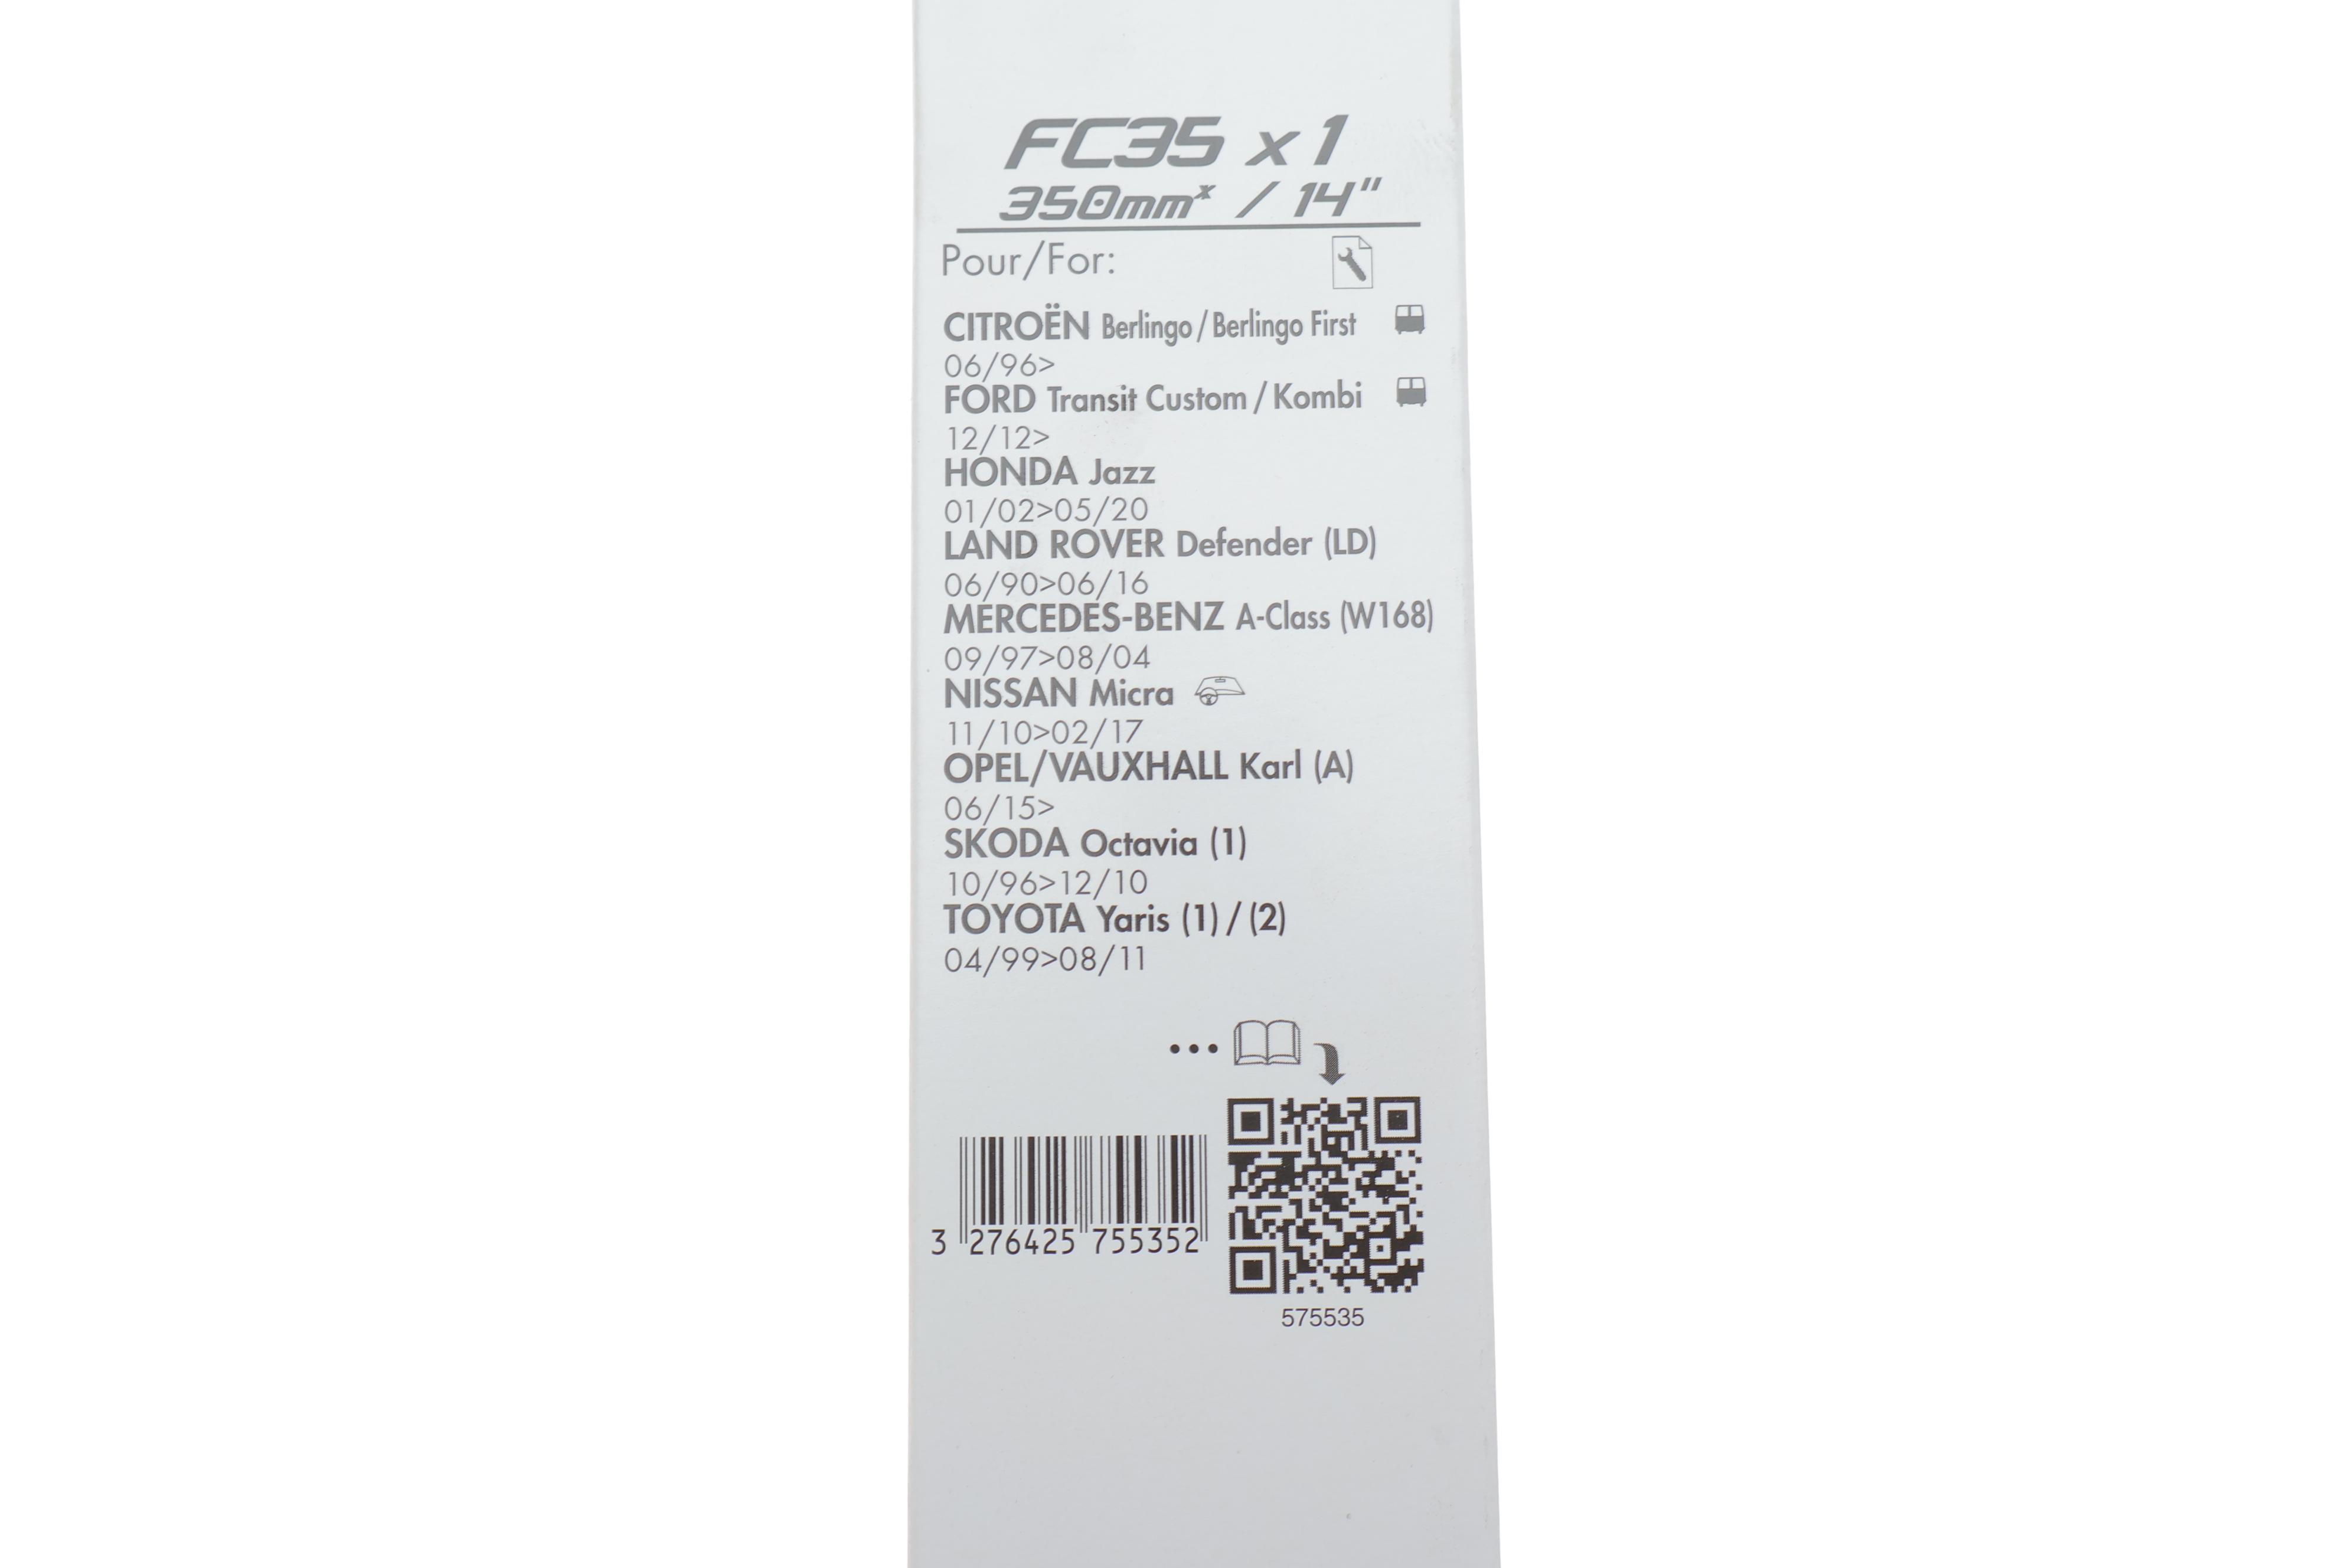 FC35 x 1
350mmˣ / 14"
Pour/For:
CITROËN Berlingo / Berlingo First
06/96>
FORD Transit Custom / Kombi
12/12>
HONDA Jazz
01/02>05/20
LAND ROVER Defender (LD)
06/90>06/16
MERCEDES-BENZ A-Class (W168)
09/97>08/04
NISSAN Micra
11/10>02/17
OPEL/VAUXHALL Karl (A)
06/15>
SKODA Octavia (1)
10/96>12/10
TOYOTA Yaris (1) / (2)
04/99>08/11
...
3 276425 755352
575535